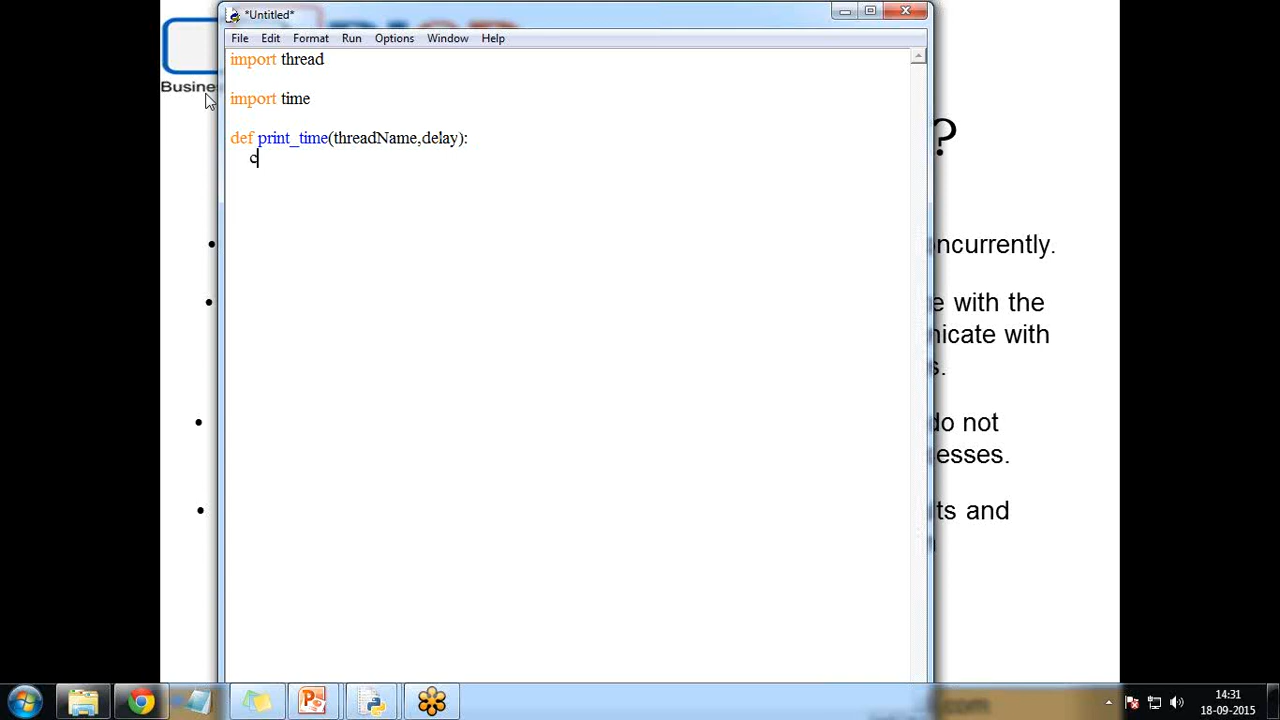 *Untitled*
File Edit Format Run Options Window Help
import thread
Busine
import time
?
def print_time(threadName,delay):
c
oncurrently.
e with the
nicate with
s.
do not
esses.
ts and
14:31
18-09-2015